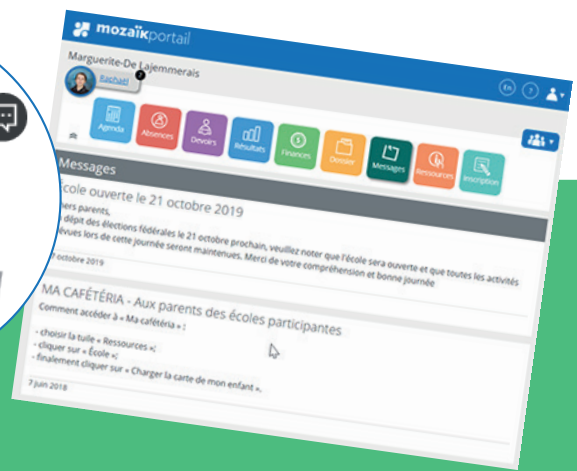 mozaïkportail
Marguerite-De Lajemmerais
En ?
Raphaël
Agenda Absences Devoirs Résultats Finances Dossier Messages Ressources Inscription
Messages
cole ouverte le 21 octobre 2019
ers parents,
dépit des élections fédérales le 21 octobre prochain, veuillez noter que l'école sera ouverte et que toutes les activités
évues lors de cette journée seront maintenues. Merci de votre compréhension et bonne journée
octobre 2019
MA CAFÉTÉRIA - Aux parents des écoles participantes
Comment accéder à « Ma cafétéria » :
- choisir la tuile « Ressources »;
- cliquer sur « École »;
- finalement cliquer sur « Charger la carte de mon enfant ».
7 juin 2018